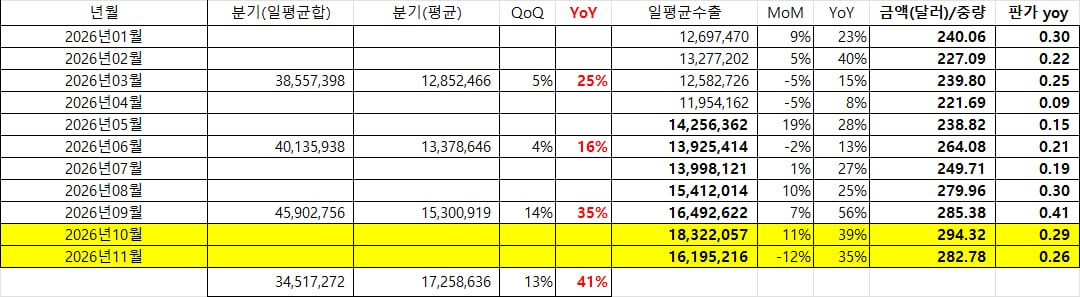 년월 분기(일평균합) 분기(평균) QoQ YoY 일평균수출 MoM YoY 금액(달러)/중량 판가 yoy
2026년01월 12,697,470 9% 23% 240.06 0.30
2026년02월 13,277,202 5% 40% 227.09 0.22
2026년03월 38,557,398 12,852,466 5% 25% 12,582,726 -5% 15% 239.80 0.25
2026년04월 11,954,162 -5% 8% 221.69 0.09
2026년05월 14,256,362 19% 28% 238.82 0.15
2026년06월 40,135,938 13,378,646 4% 16% 13,925,414 -2% 13% 264.08 0.21
2026년07월 13,998,121 1% 27% 249.71 0.19
2026년08월 15,412,014 10% 25% 279.96 0.30
2026년09월 45,902,756 15,300,919 14% 35% 16,492,622 7% 56% 285.38 0.41
2026년10월 18,322,057 11% 39% 294.32 0.29
2026년11월 16,195,216 -12% 35% 282.78 0.26
34,517,272 17,258,636 13% 41%